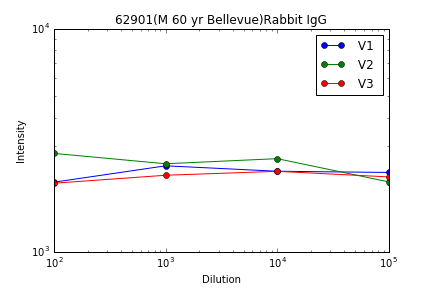 62901(M 60 yr Bellevue)Rabbit IgG
10^4
V1
V2
V3
Intensity
10^3
10^2
10^3
10^4
10^5
Dilution